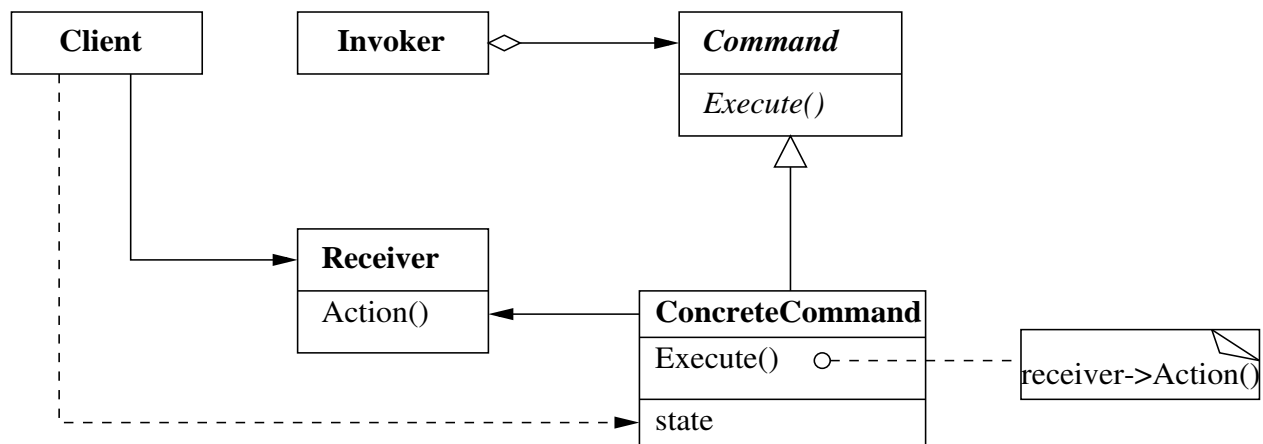 Client
Invoker
Command
Execute()
Receiver
Action()
ConcreteCommand
Execute()
receiver->Action()
state